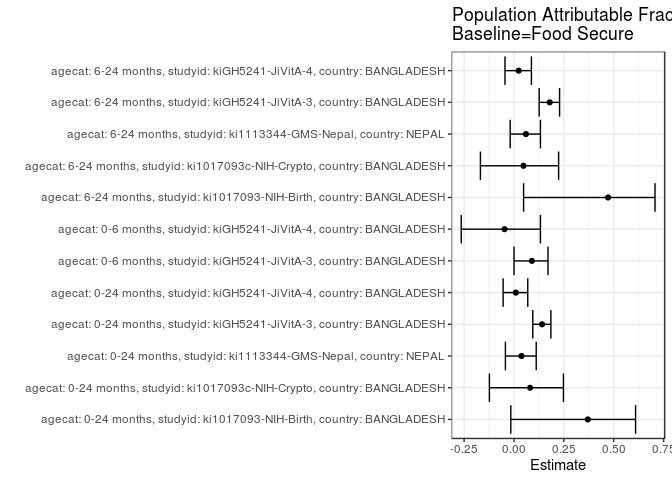 Population Attributable Frac
Baseline=Food Secure
agecat: 6-24 months, studyid: kiGH5241-JiVitA-4, country: BANGLADESH
agecat: 6-24 months, studyid: kiGH5241-JiVitA-3, country: BANGLADESH
agecat: 6-24 months, studyid: ki1113344-GMS-Nepal, country: NEPAL
agecat: 6-24 months, studyid: ki1017093c-NIH-Crypto, country: BANGLADESH
agecat: 6-24 months, studyid: ki1017093-NIH-Birth, country: BANGLADESH
agecat: 0-6 months, studyid: kiGH5241-JiVitA-4, country: BANGLADESH
agecat: 0-6 months, studyid: kiGH5241-JiVitA-3, country: BANGLADESH
agecat: 0-24 months, studyid: kiGH5241-JiVitA-4, country: BANGLADESH
agecat: 0-24 months, studyid: kiGH5241-JiVitA-3, country: BANGLADESH
agecat: 0-24 months, studyid: ki1113344-GMS-Nepal, country: NEPAL
agecat: 0-24 months, studyid: ki1017093c-NIH-Crypto, country: BANGLADESH
agecat: 0-24 months, studyid: ki1017093-NIH-Birth, country: BANGLADESH
-0.25 0.00 0.25 0.50 0.75
Estimate